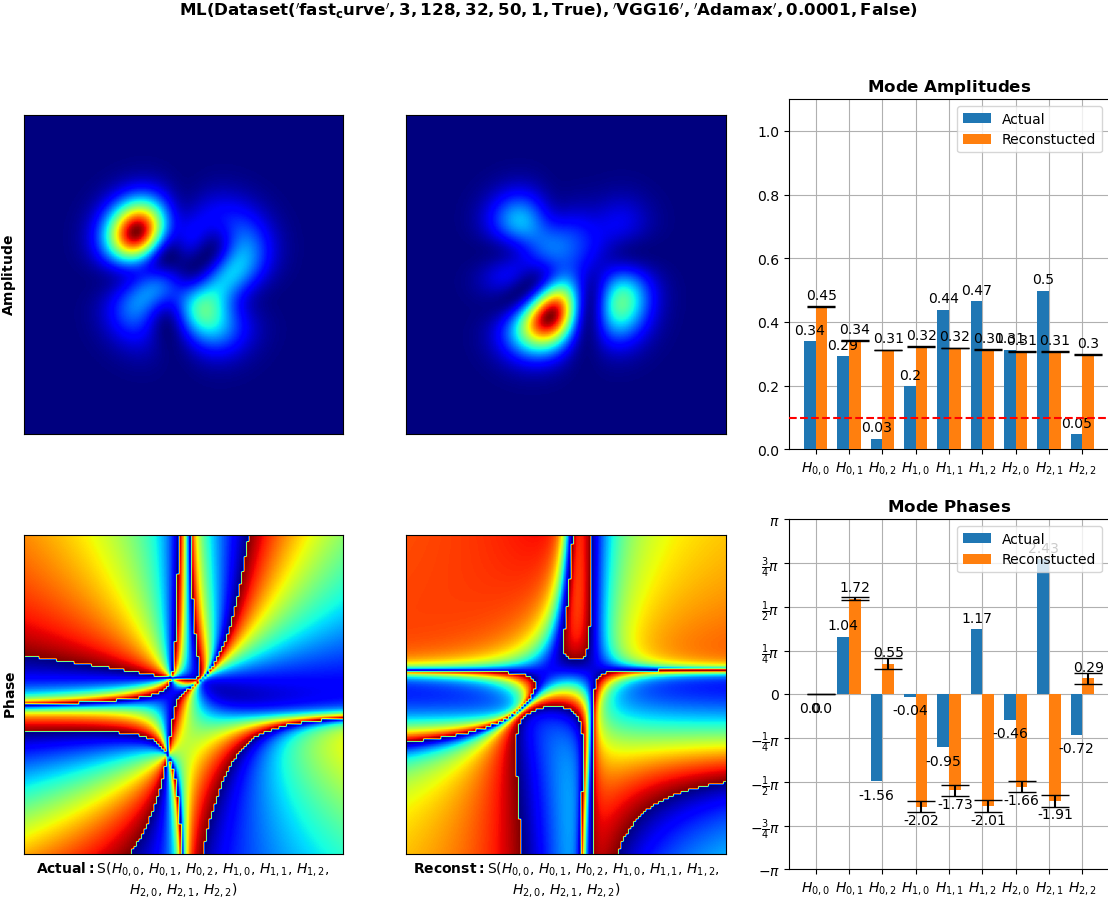 ML(Dataset('fast_curve', 3, 128, 32, 50, 1, True), 'VGG16', 'Adamax', 0.0001, False)
Amplitude
Mode Amplitudes
Actual
Reconstucted
1.0
0.8
0.6
0.4
0.2
0.0
0.34 0.45 0.29 0.34 0.03 0.31 0.2 0.32 0.44 0.32 0.47 0.31 0.31 0.31 0.5 0.31 0.05 0.3
H0,0 H0,1 H0,2 H1,0 H1,1 H1,2 H2,0 H2,1 H2,2
Phase
Actual: S(H0,0, H0,1, H0,2, H1,0, H1,1, H1,2,
H2,0, H2,1, H2,2)
Reconst: S(H0,0, H0,1, H0,2, H1,0, H1,1, H1,2,
H2,0, H2,1, H2,2)
Mode Phases
Actual
Reconstucted
π
3/4π
1/2π
1/4π
0
−1/4π
−1/2π
−3/4π
−π
0.0 0.0 1.04 1.72 -1.56 0.55 -0.04 -2.02 -0.95 -1.73 1.17 -2.01 -0.46 -1.66 2.43 -1.91 -0.72 0.29
H0,0 H0,1 H0,2 H1,0 H1,1 H1,2 H2,0 H2,1 H2,2